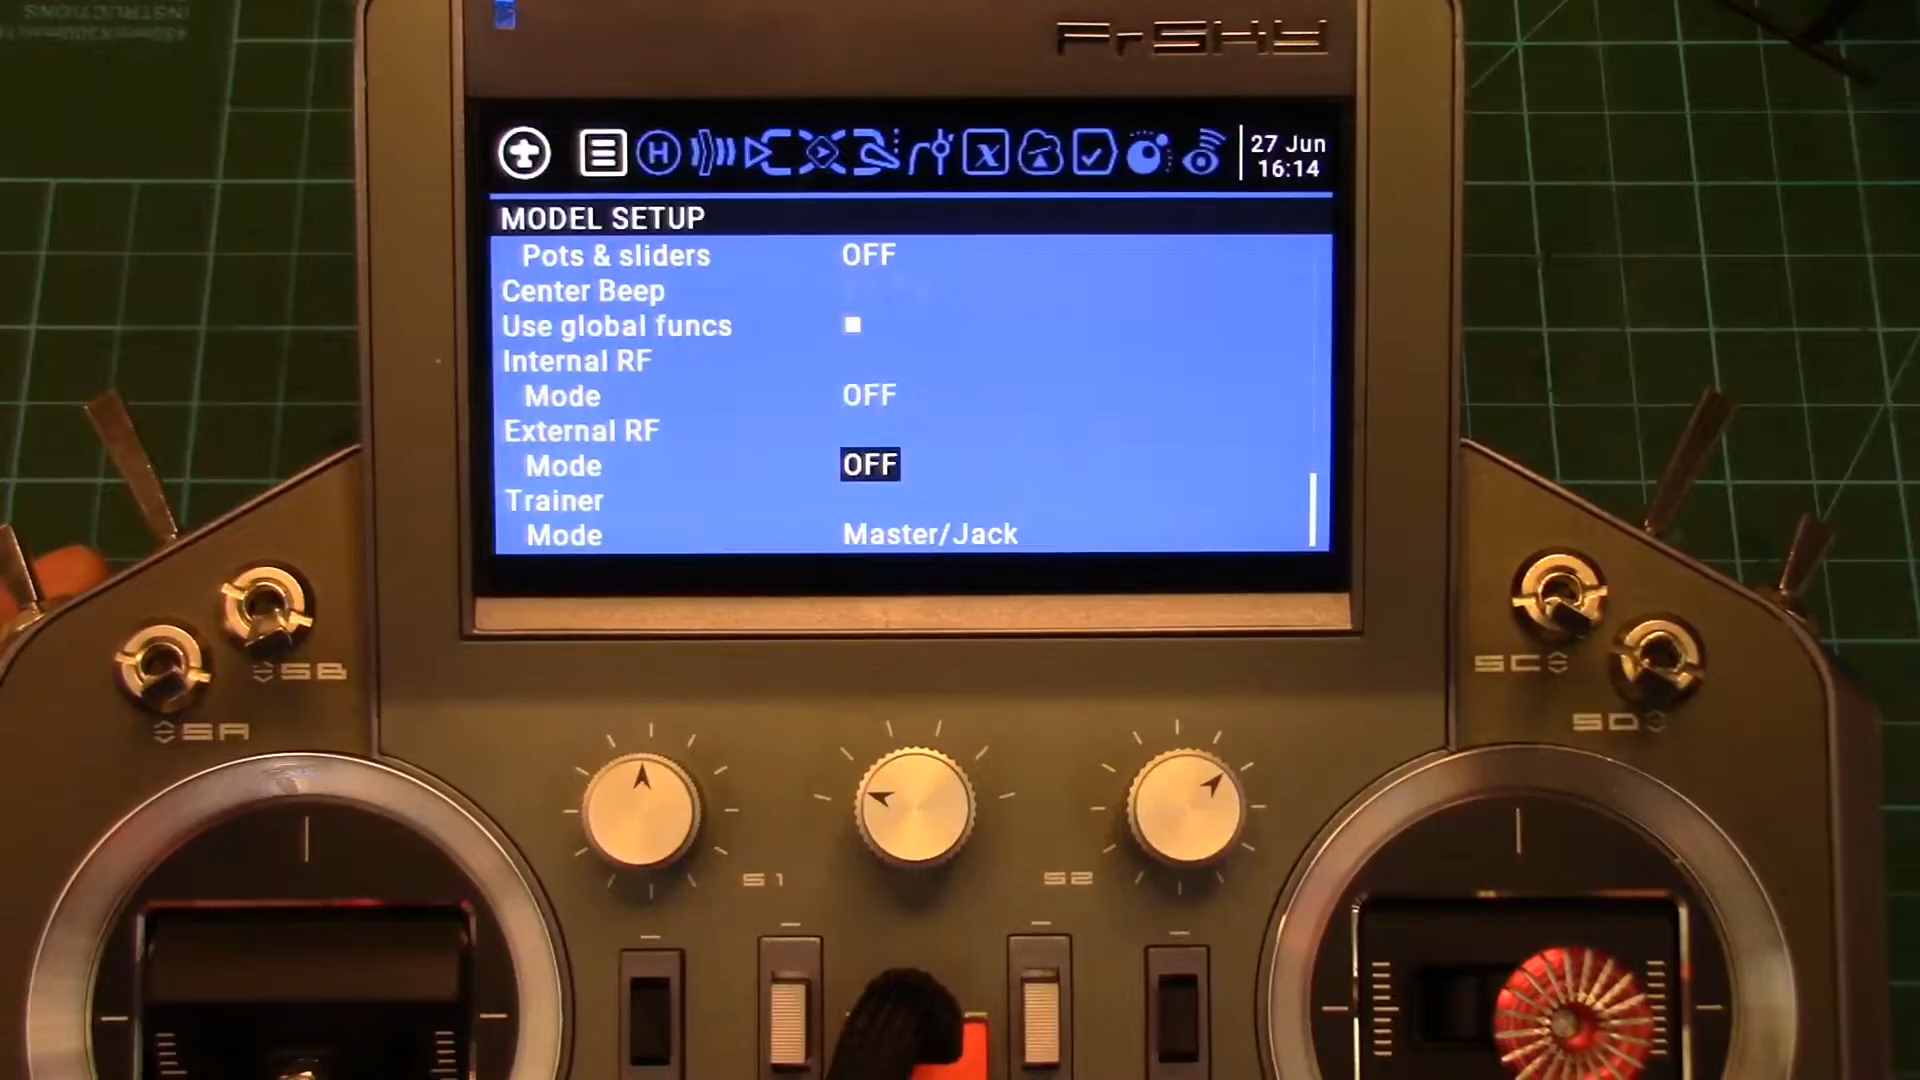 INSTRUCTIONS
FrSKY
27 Jun
16:14
MODEL SETUP
Pots & sliders OFF
Center Beep
Use global funcs
Internal RF
Mode OFF
External RF
Mode OFF
Trainer
Mode Master/Jack
SB
SA
SC
SD
S1
S2